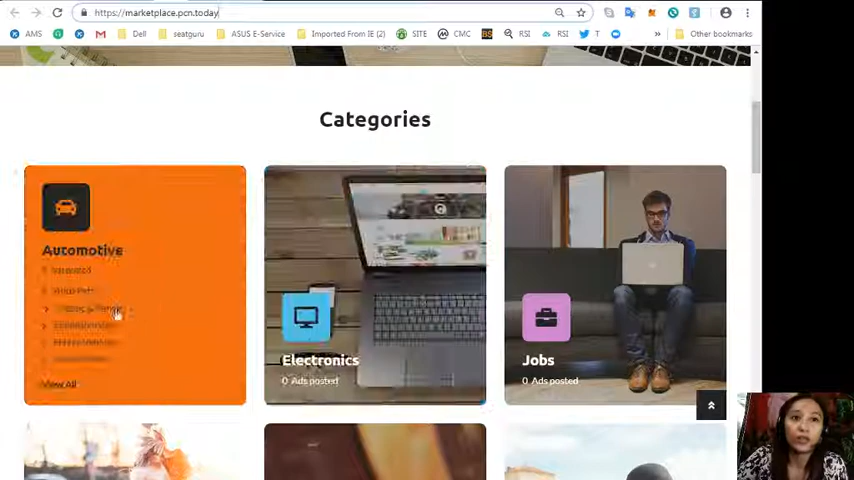 https://marketplace.pcn.today
AMS
Dell
seatguru
ASUS E-Service
Imported From IE (2)
SITE
CMC
RSI
RSI
T
»
Other bookmarks
Categories
Automotive
View All
Electronics
0 Ads posted
Jobs
0 Ads posted